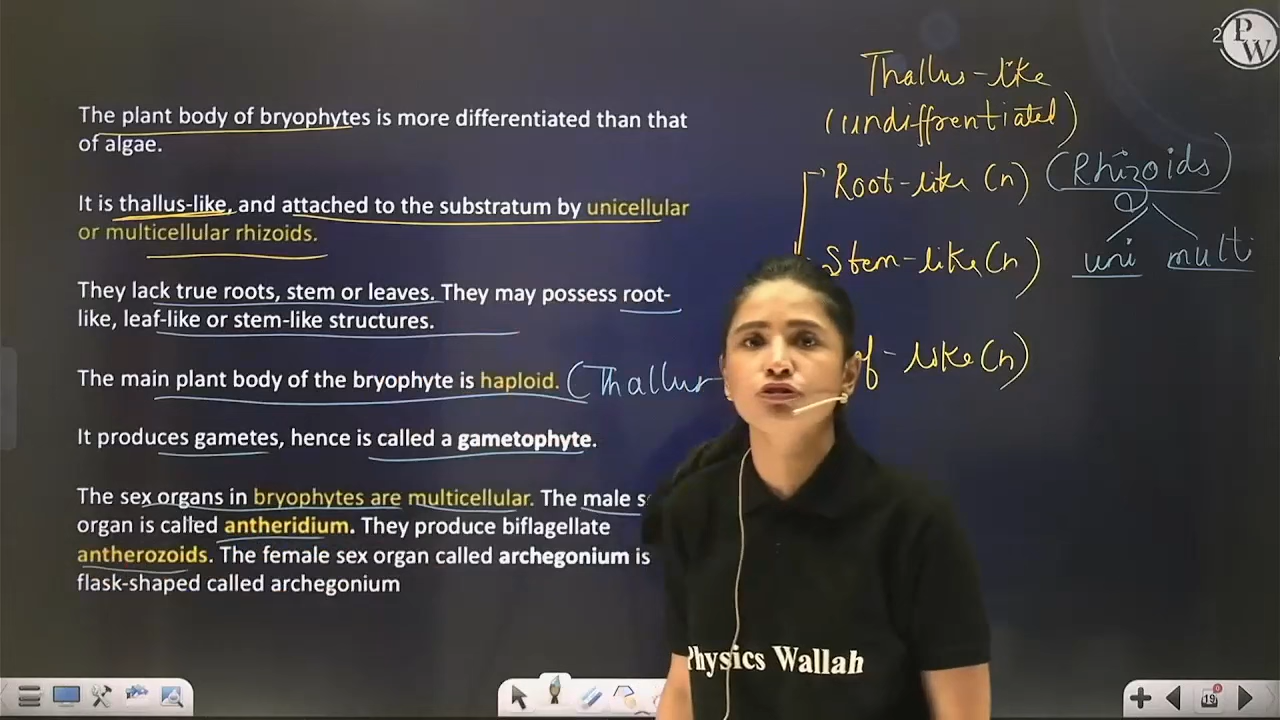 The plant body of bryophytes is more differentiated than that
of algae.
It is thallus-like, and attached to the substratum by unicellular
or multicellular rhizoids.
They lack true roots, stem or leaves. They may possess root-
like, leaf-like or stem-like structures.
The main plant body of the bryophyte is haploid. (Thallus
It produces gametes, hence is called a gametophyte.
The sex organs in bryophytes are multicellular. The male s
organ is called antheridium. They produce biflagellate
antherozoids. The female sex organ called archegonium is
flask-shaped called archegonium
Thallus-like
(undiffrentiated)
Root-like (n) (Rhizoids)
uni multi
Stem-like (n)
f-like (n)
Physics Wallah
2
PW
19